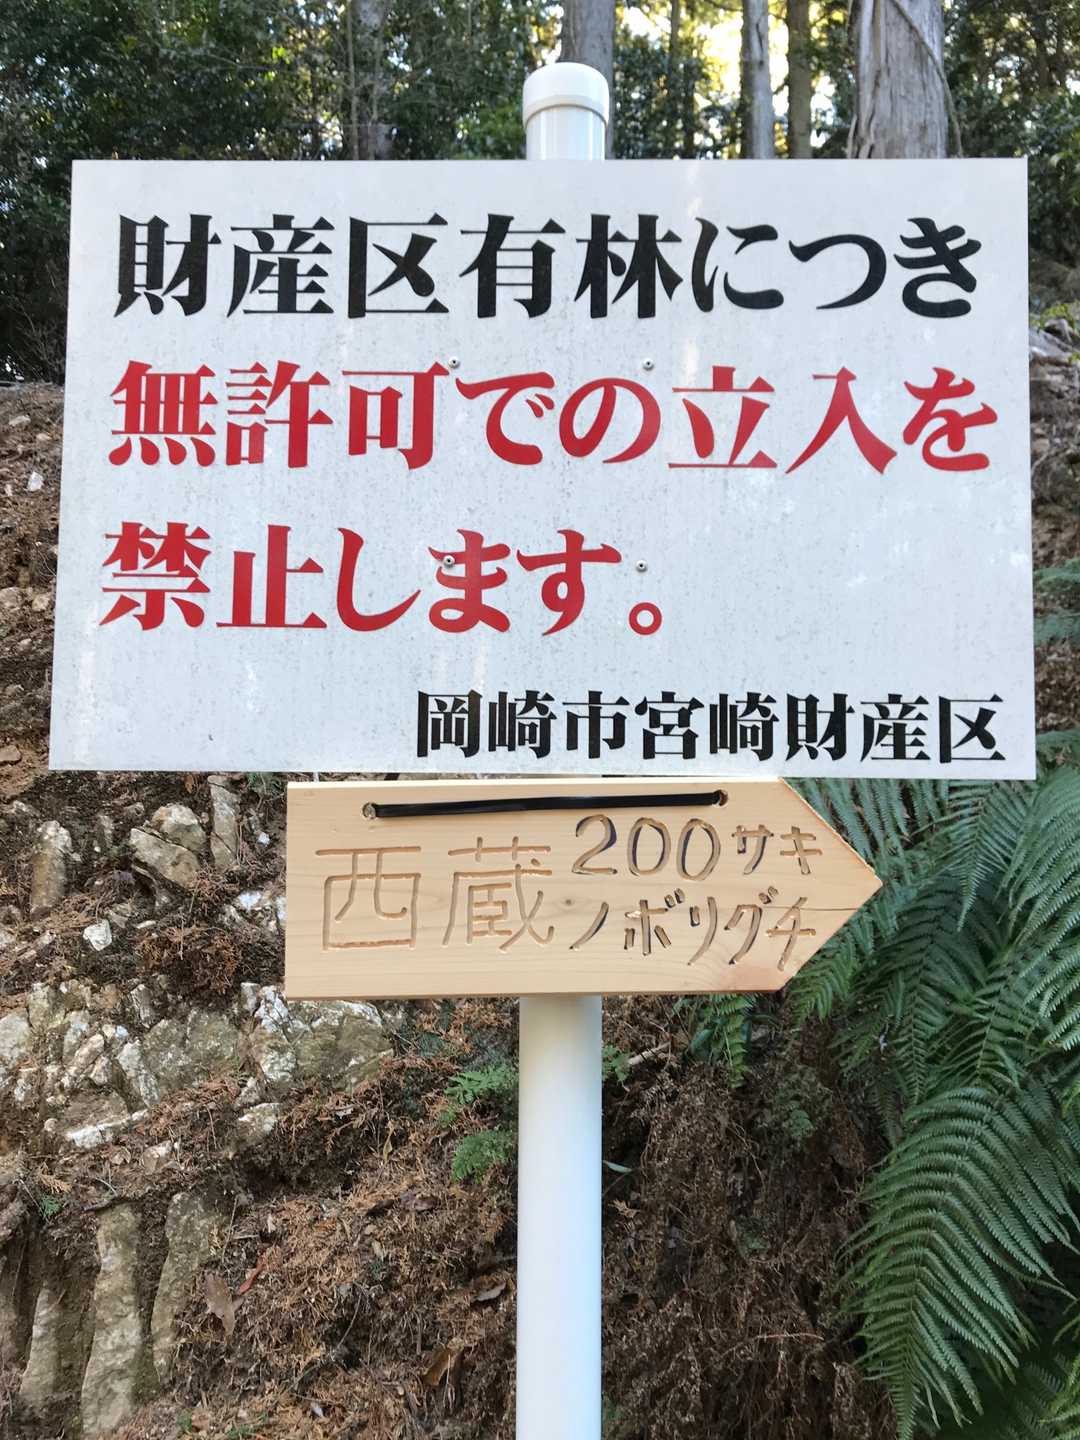 財産区有林につき
無許可での立入を
禁止します。
岡崎市宮崎財産区
西蔵 200サキ
ノボリグチ